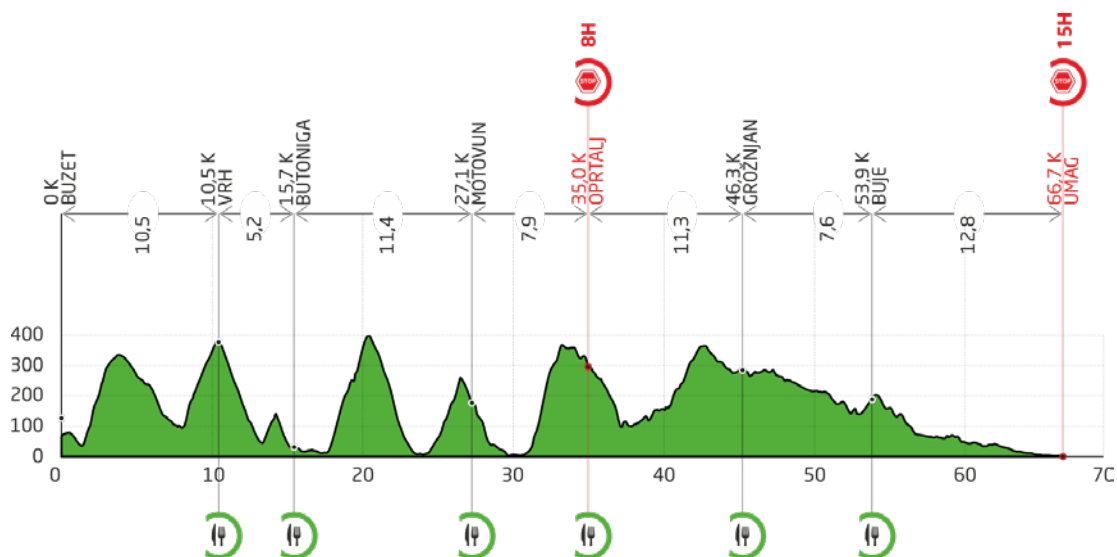 8H
STOP
15H
STOP
0 K
BUZET
10,5 K
VRH
15,7 K
BUTONIGA
27,1 K
MOTOVUN
35,0 K
OPRTALJ
46,3 K
GROŽNJAN
53,9 K
BUJE
66,7 K
UMAG
10,5
5,2
11,4
7,9
11,3
7,6
12,8
400
300
200
100
0
0
10
20
30
40
50
60
70